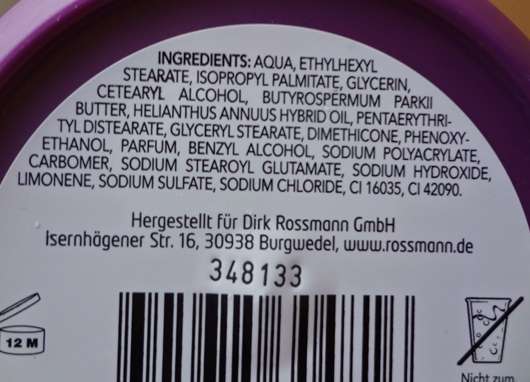 INGREDIENTS: AQUA, ETHYLHEXYL
STEARATE, ISOPROPYL PALMITATE, GLYCERIN,
CETEARYL ALCOHOL, BUTYROSPERMUM PARKII
BUTTER, HELIANTHUS ANNUUS HYBRID OIL, PENTAERYTHRI-
TYL DISTEARATE, GLYCERYL STEARATE, DIMETHICONE, PHENOXY-
ETHANOL, PARFUM, BENZYL ALCOHOL, SODIUM POLYACRYLATE,
CARBOMER, SODIUM STEAROYL GLUTAMATE, SODIUM HYDROXIDE,
LIMONENE, SODIUM SULFATE, SODIUM CHLORIDE, CI 16035, CI 42090.
Hergestellt für Dirk Rossmann GmbH
Isernhägener Str. 16, 30938 Burgwedel, www.rossmann.de
348133
12 M
Nicht zum